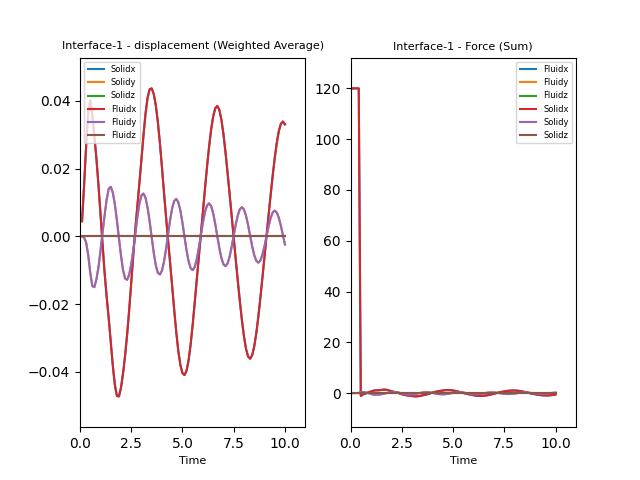 Interface-1 - displacement (Weighted Average)
Solidx
Solidy
Solidz
Fluidx
Fluidy
Fluidz
0.04
0.02
0.00
−0.02
−0.04
0.0 2.5 5.0 7.5 10.0
Time
Interface-1 - Force (Sum)
Fluidx
Fluidy
Fluidz
Solidx
Solidy
Solidz
120
100
80
60
40
20
0
0.0 2.5 5.0 7.5 10.0
Time